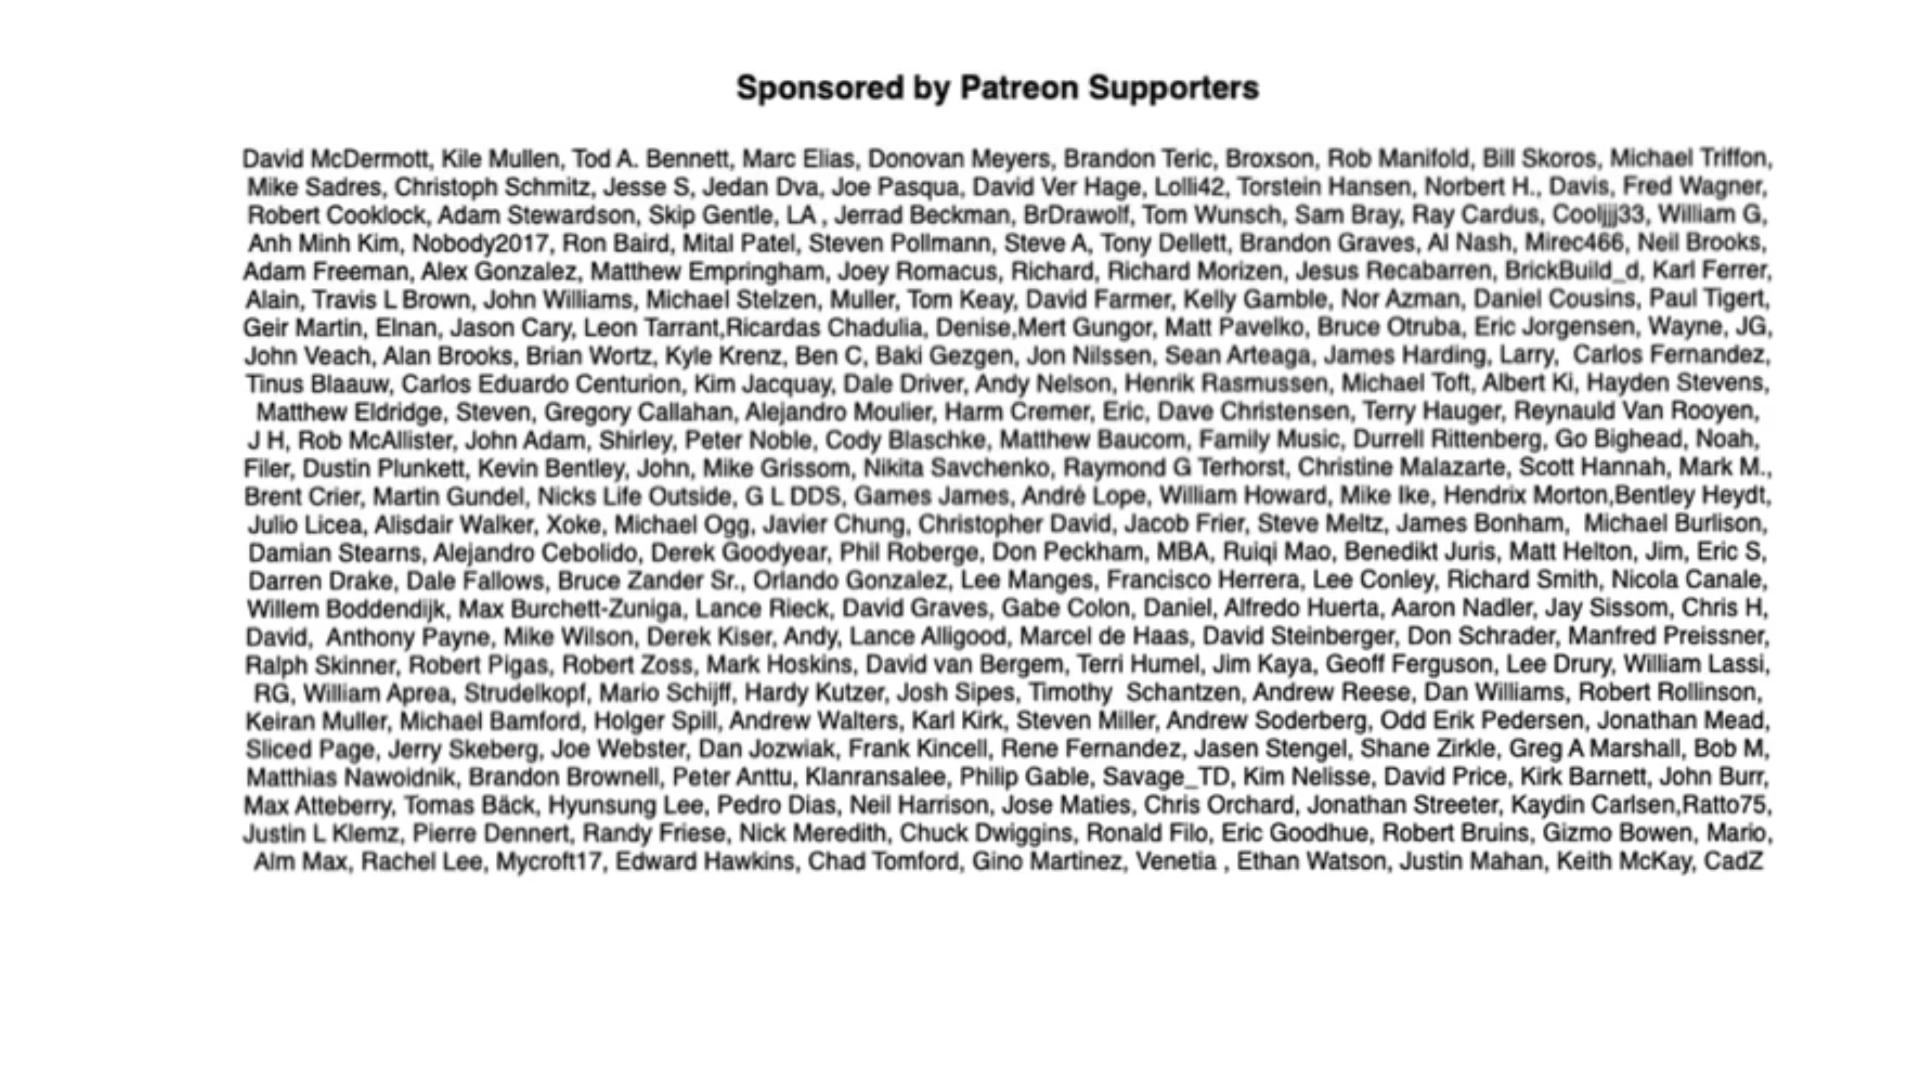 Sponsored by Patreon Supporters
David McDermott, Kile Mullen, Tod A. Bennett, Marc Elias, Donovan Meyers, Brandon Teric, Broxson, Rob Manifold, Bill Skoros, Michael Triffon,
Mike Sadres, Christoph Schmitz, Jesse S, Jedan Dva, Joe Pasqua, David Ver Hage, Lolli42, Torstein Hansen, Norbert H., Davis, Fred Wagner,
Robert Cooklock, Adam Stewardson, Skip Gentle, LA , Jerrad Beckman, BrDrawolf, Tom Wunsch, Sam Bray, Ray Cardus, Cooljjj33, William G,
Anh Minh Kim, Nobody2017, Ron Baird, Mital Patel, Steven Pollmann, Steve A, Tony Dellett, Brandon Graves, Al Nash, Mirec466, Neil Brooks,
Adam Freeman, Alex Gonzalez, Matthew Empringham, Joey Romacus, Richard, Richard Morizen, Jesus Recabarren, BrickBuild_d, Karl Ferrer,
Alain, Travis L Brown, John Williams, Michael Stelzen, Muller, Tom Keay, David Farmer, Kelly Gamble, Nor Azman, Daniel Cousins, Paul Tigert,
Geir Martin, Elnan, Jason Cary, Leon Tarrant,Ricardas Chadulia, Denise,Mert Gungor, Matt Pavelko, Bruce Otruba, Eric Jorgensen, Wayne, JG,
John Veach, Alan Brooks, Brian Wortz, Kyle Krenz, Ben C, Baki Gezgen, Jon Nilssen, Sean Arteaga, James Harding, Larry,  Carlos Fernandez,
Tinus Blaauw, Carlos Eduardo Centurion, Kim Jacquay, Dale Driver, Andy Nelson, Henrik Rasmussen, Michael Toft, Albert Ki, Hayden Stevens,
Matthew Eldridge, Steven, Gregory Callahan, Alejandro Moulier, Harm Cremer, Eric, Dave Christensen, Terry Hauger, Reynauld Van Rooyen,
J H, Rob McAllister, John Adam, Shirley, Peter Noble, Cody Blaschke, Matthew Baucom, Family Music, Durrell Rittenberg, Go Bighead, Noah,
Filer, Dustin Plunkett, Kevin Bentley, John, Mike Grissom, Nikita Savchenko, Raymond G Terhorst, Christine Malazarte, Scott Hannah, Mark M.,
Brent Crier, Martin Gundel, Nicks Life Outside, G L DDS, Games James, André Lope, William Howard, Mike Ike, Hendrix Morton,Bentley Heydt,
Julio Licea, Alisdair Walker, Xoke, Michael Ogg, Javier Chung, Christopher David, Jacob Frier, Steve Meltz, James Bonham,  Michael Burlison,
Damian Stearns, Alejandro Cebolido, Derek Goodyear, Phil Roberge, Don Peckham, MBA, Ruiqi Mao, Benedikt Juris, Matt Helton, Jim, Eric S,
Darren Drake, Dale Fallows, Bruce Zander Sr., Orlando Gonzalez, Lee Manges, Francisco Herrera, Lee Conley, Richard Smith, Nicola Canale,
Willem Boddendijk, Max Burchett-Zuniga, Lance Rieck, David Graves, Gabe Colon, Daniel, Alfredo Huerta, Aaron Nadler, Jay Sissom, Chris H,
David,  Anthony Payne, Mike Wilson, Derek Kiser, Andy, Lance Alligood, Marcel de Haas, David Steinberger, Don Schrader, Manfred Preissner,
Ralph Skinner, Robert Pigas, Robert Zoss, Mark Hoskins, David van Bergem, Terri Humel, Jim Kaya, Geoff Ferguson, Lee Drury, William Lassi,
RG, William Aprea, Strudelkopf, Mario Schijff, Hardy Kutzer, Josh Sipes, Timothy  Schantzen, Andrew Reese, Dan Williams, Robert Rollinson,
Keiran Muller, Michael Bamford, Holger Spill, Andrew Walters, Karl Kirk, Steven Miller, Andrew Soderberg, Odd Erik Pedersen, Jonathan Mead,
Sliced Page, Jerry Skeberg, Joe Webster, Dan Jozwiak, Frank Kincell, Rene Fernandez, Jasen Stengel, Shane Zirkle, Greg A Marshall, Bob M,
Matthias Nawoidnik, Brandon Brownell, Peter Anttu, Klanransalee, Philip Gable, Savage_TD, Kim Nelisse, David Price, Kirk Barnett, John Burr,
Max Atteberry, Tomas Bäck, Hyunsung Lee, Pedro Dias, Neil Harrison, Jose Maties, Chris Orchard, Jonathan Streeter, Kaydin Carlsen,Ratto75,
Justin L Klemz, Pierre Dennert, Randy Friese, Nick Meredith, Chuck Dwiggins, Ronald Filo, Eric Goodhue, Robert Bruins, Gizmo Bowen, Mario,
Alm Max, Rachel Lee, Mycroft17, Edward Hawkins, Chad Tomford, Gino Martinez, Venetia , Ethan Watson, Justin Mahan, Keith McKay, CadZ